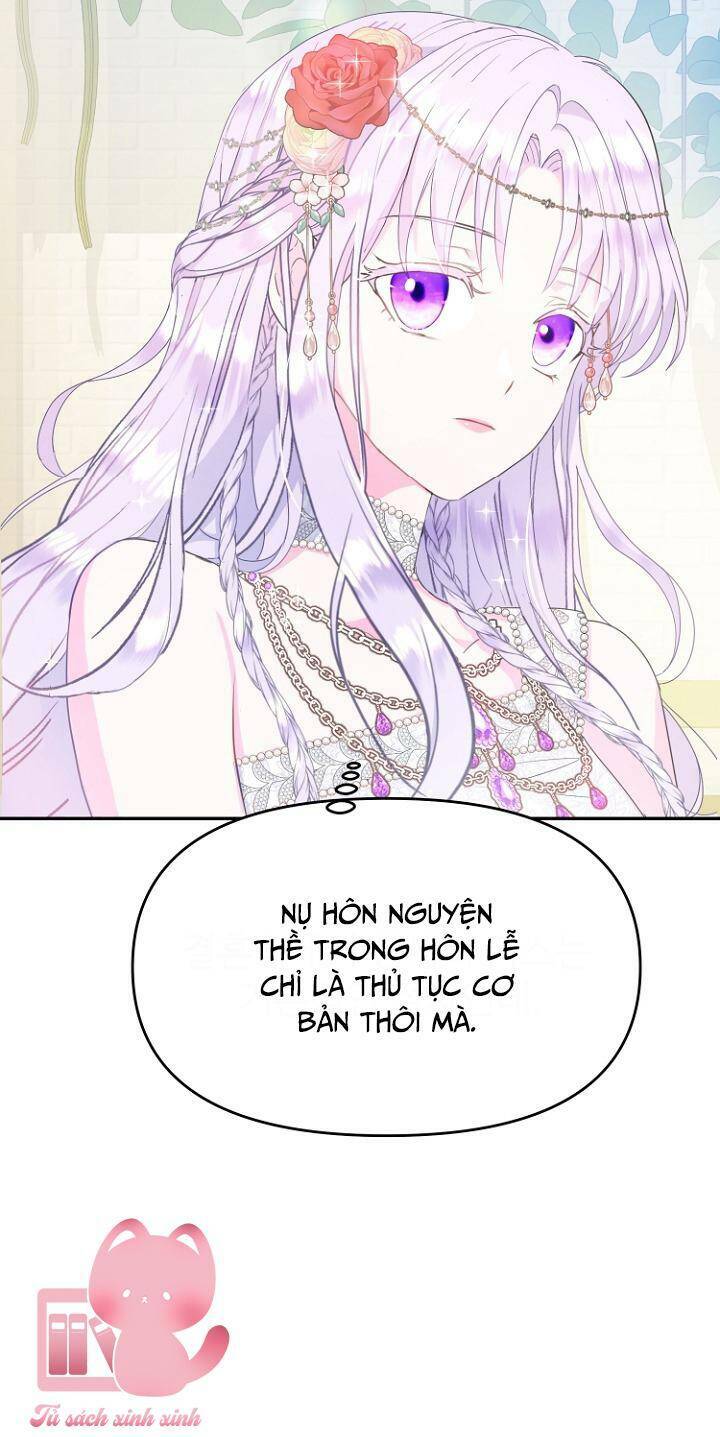 NỤ HÔN NGUYỆN
THỀ TRONG HÔN LỄ
CHỈ LÀ THỦ TỤC CƠ
BẢN THÔI MÀ.
Tủ sách xinh xinh